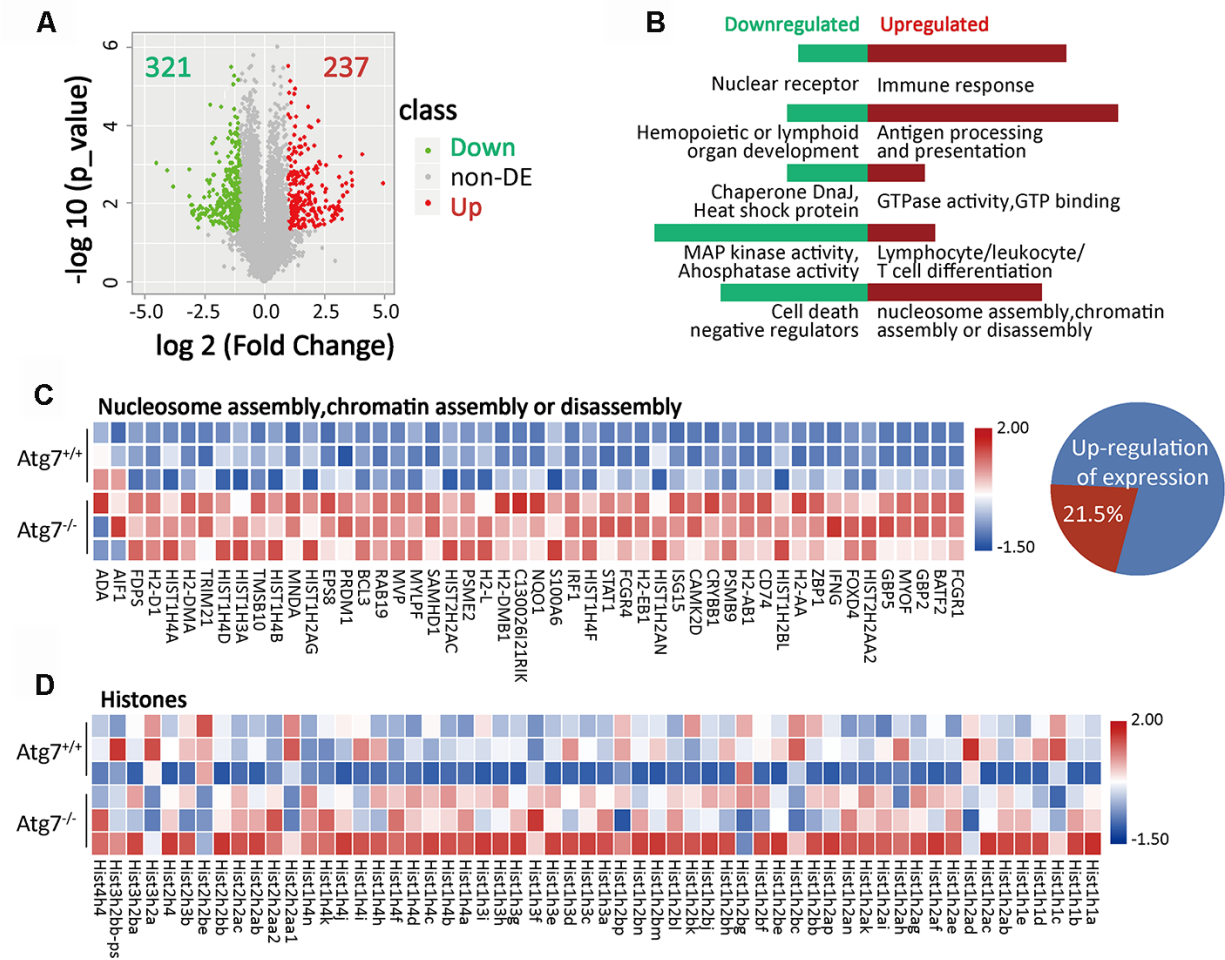 A
321
237
6
4
2
0
-log 10 (p_value)
-5.0
-2.5
0.0
2.5
5.0
log 2 (Fold Change)
class
Down
non-DE
Up
B
Downregulated
Upregulated
Nuclear receptor
Immune response
Hemopoietic or lymphoid
organ development
Antigen processing
and presentation
Chaperone DnaJ,
Heat shock protein
GTPase activity,GTP binding
MAP kinase activity,
Ahosphatase activity
Lymphocyte/leukocyte/
T cell differentiation
Cell death
negative regulators
nucleosome assembly,chromatin
assembly or disassembly
C
Nucleosome assembly,chromatin assembly or disassembly
Atg7+/+
Atg7-/-
2.00
-1.50
ADA
AIF1
FDPS
H2-D1
HIST1H4A
H2-DMA
TRIM21
HIST1H4D
HIST1H3A
TMSB10
HIST1H4B
MNDA
HIST1H2AG
EPS8
PRDM1
BCL3
RAB19
MVP
MYLPF
SAMHD1
HIST2H2AC
PSME2
H2-L
H2-DMB1
C130026I21RIK
NQO1
S100A6
IRF1
HIST1H4F
STAT1
FCGR4
H2-EB1
HIST1H2AN
ISG15
CAMK2D
CRYBB1
PSMB9
H2-AB1
CD74
HIST1H2BL
H2-AA
ZBP1
IFNG
FOXD4
HIST2H2AA2
GBP5
MYOF
GBP2
BATF2
FCGR1
Up-regulation
of expression
21.5%
D
Histones
Atg7+/+
Atg7-/-
2.00
-1.50
Hist4h4
Hist3h2bb-ps
Hist3h2ba
Hist3h2a
Hist2h4
Hist2h3b
Hist2h2be
Hist2h2bb
Hist2h2ac
Hist2h2ab
Hist2h2aa2
Hist2h2aa1
Hist1h4n
Hist1h4k
Hist1h4j
Hist1h4i
Hist1h4h
Hist1h4f
Hist1h4d
Hist1h4c
Hist1h4b
Hist1h4a
Hist1h3i
Hist1h3h
Hist1h3g
Hist1h3f
Hist1h3e
Hist1h3d
Hist1h3c
Hist1h3a
Hist1h2bp
Hist1h2bn
Hist1h2bm
Hist1h2bl
Hist1h2bk
Hist1h2bj
Hist1h2bh
Hist1h2bg
Hist1h2bf
Hist1h2be
Hist1h2bc
Hist1h2bb
Hist1h2ap
Hist1h2an
Hist1h2ak
Hist1h2ai
Hist1h2ah
Hist1h2ag
Hist1h2af
Hist1h2ae
Hist1h2ad
Hist1h2ac
Hist1h2ab
Hist1h1e
Hist1h1d
Hist1h1c
Hist1h1b
Hist1h1a